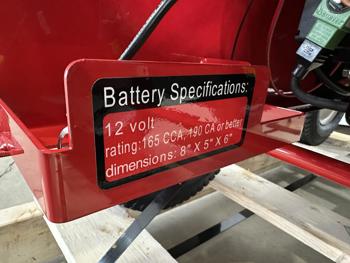 Battery Specifications:
12 volt
rating: 165 CCA, 190 CA or better
dimensions: 8" X 5" X 6"